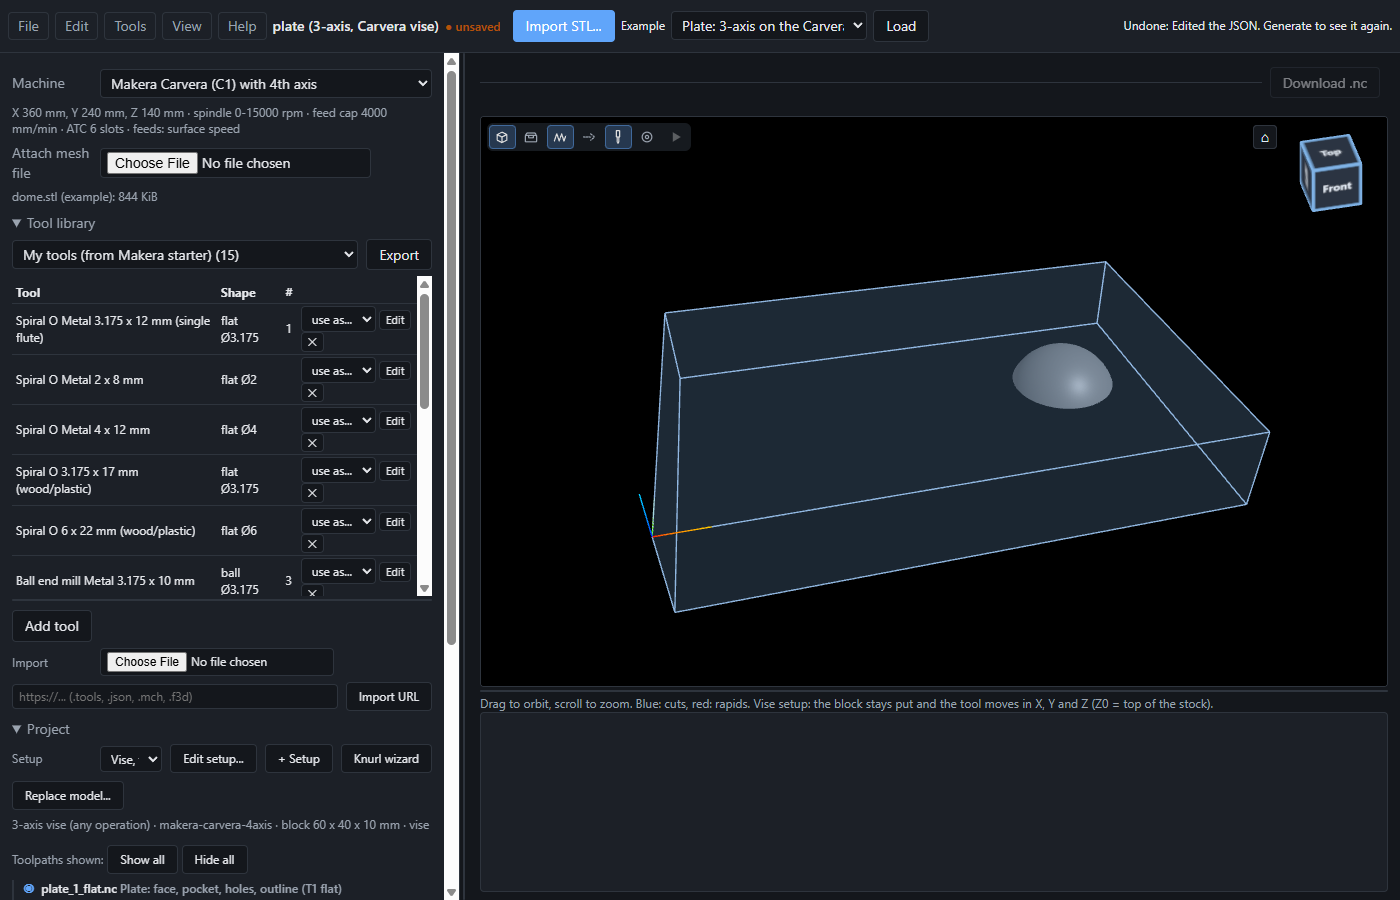 File Edit Tools View Help plate (3-axis, Carvera vise) ● unsaved Import STL... Example Plate: 3-axis on the Carver Load Undone: Edited the JSON. Generate to see it again.
Machine Makera Carvera (C1) with 4th axis
X 360 mm, Y 240 mm, Z 140 mm · spindle 0-15000 rpm · feed cap 4000
mm/min · ATC 6 slots · feeds: surface speed
Attach mesh
file
Choose File No file chosen
dome.stl (example): 844 KiB
▼ Tool library
My tools (from Makera starter) (15) Export
Tool Shape #
Spiral O Metal 3.175 x 12 mm (single
flute)
flat
Ø3.175
1 use as... Edit
×
Spiral O Metal 2 x 8 mm flat Ø2 use as... Edit
×
Spiral O Metal 4 x 12 mm flat Ø4 use as... Edit
×
Spiral O 3.175 x 17 mm
(wood/plastic)
flat
Ø3.175
use as... Edit
×
Spiral O 6 x 22 mm (wood/plastic) flat Ø6 use as... Edit
×
Ball end mill Metal 3.175 x 10 mm
ball
Ø3.175
3 use as... Edit
×
Add tool
Import Choose File No file chosen
https://... (.tools, .json, .mch, .f3d) Import URL
▼ Project
Setup Vise, Edit setup... + Setup Knurl wizard
Replace model...
3-axis vise (any operation) · makera-carvera-4axis · block 60 x 40 x 10 mm · vise
Toolpaths shown: Show all Hide all
plate_1_flat.nc Plate: face, pocket, holes, outline (T1 flat)
Download .nc
Top
Front
Drag to orbit, scroll to zoom. Blue: cuts, red: rapids. Vise setup: the block stays put and the tool moves in X, Y and Z (Z0 = top of the stock).